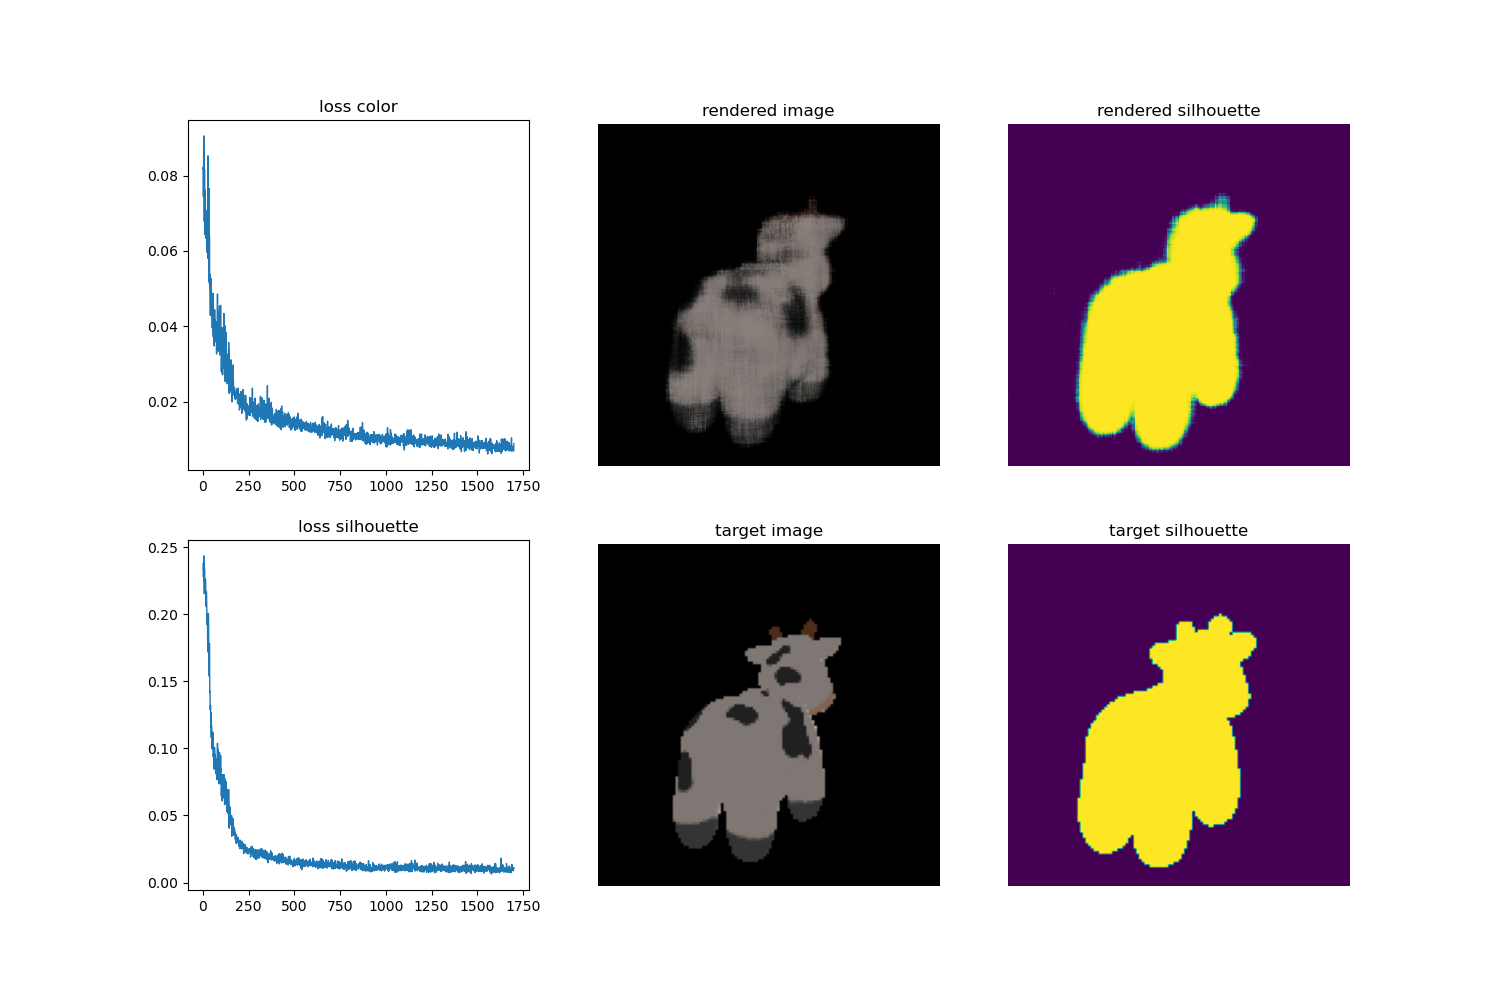 loss color
0.08
0.06
0.04
0.02
0 250 500 750 1000 1250 1500 1750
rendered image
rendered silhouette
loss silhouette
0.25
0.20
0.15
0.10
0.05
0.00
0 250 500 750 1000 1250 1500 1750
target image
target silhouette